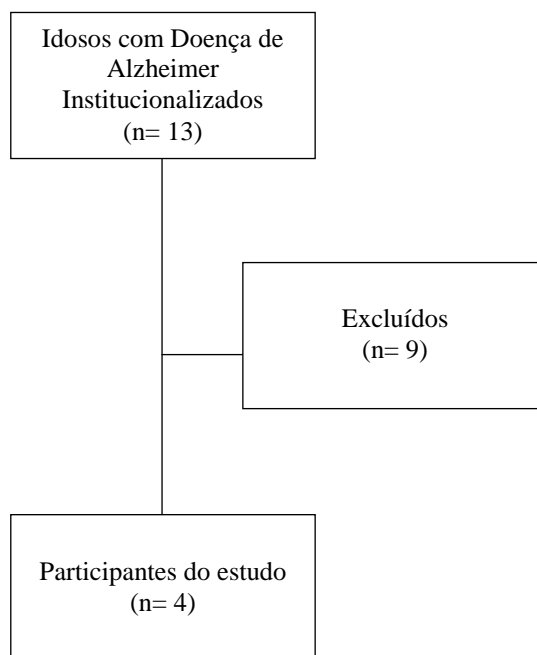 Idosos com Doença de
Alzheimer
Institucionalizados
(n= 13)
Excluídos
(n= 9)
Participantes do estudo
(n= 4)